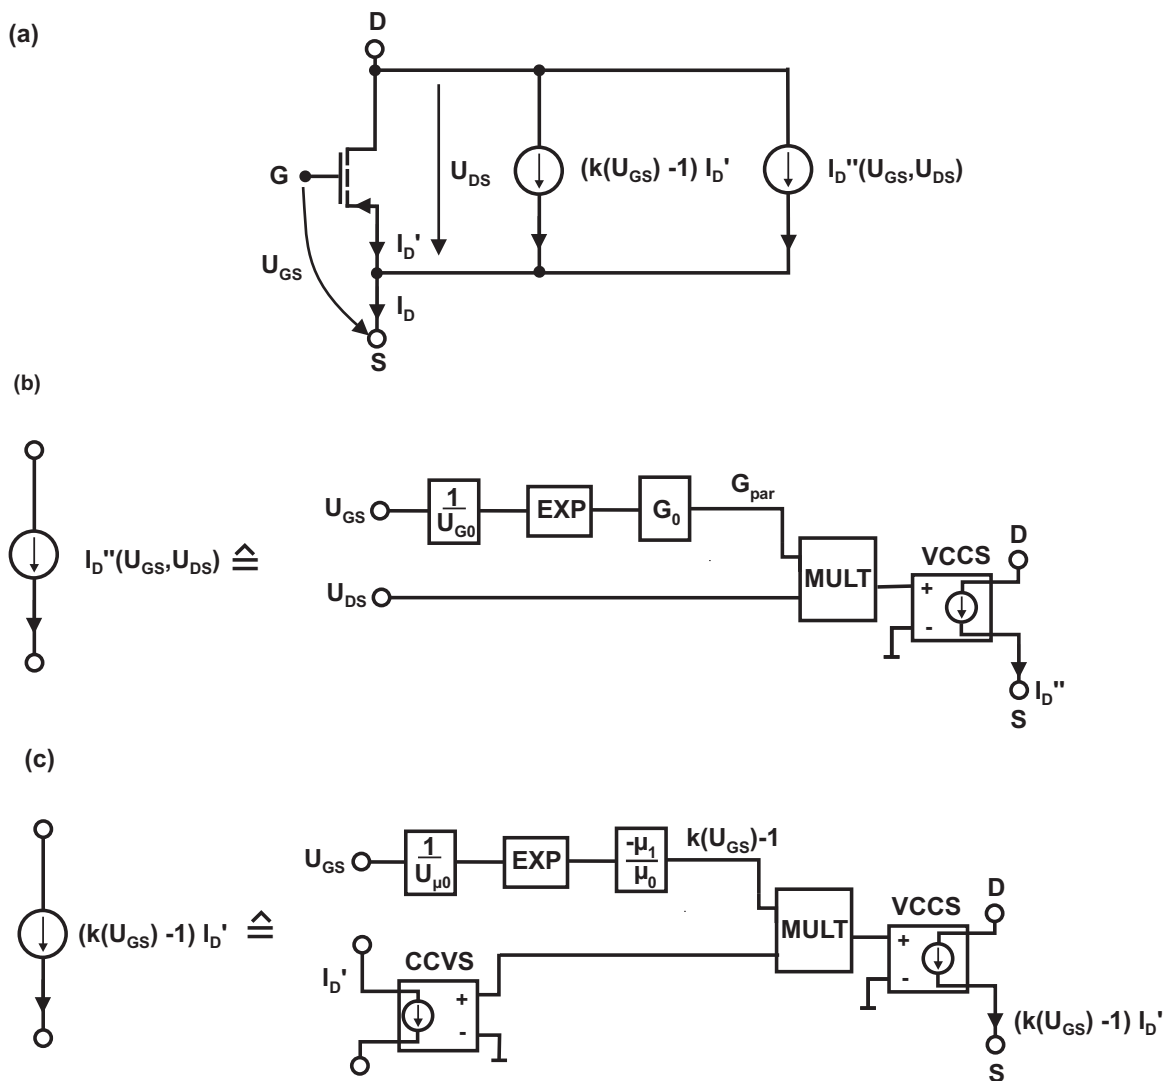 (a)
D
G
U_DS
(k(U_GS) -1) I_D'
I_D''(U_GS,U_DS)
U_GS
I_D'
I_D
S
(b)
I_D''(U_GS,U_DS) ≙
U_GS
1
U_G0
EXP
G_0
G_par
U_DS
MULT
VCCS
+
-
D
I_D''
S
(c)
(k(U_GS) -1) I_D' ≙
U_GS
1
U_μ0
EXP
-μ_1
μ_0
k(U_GS)-1
I_D'
CCVS
+
-
MULT
VCCS
+
-
D
(k(U_GS) -1) I_D'
S